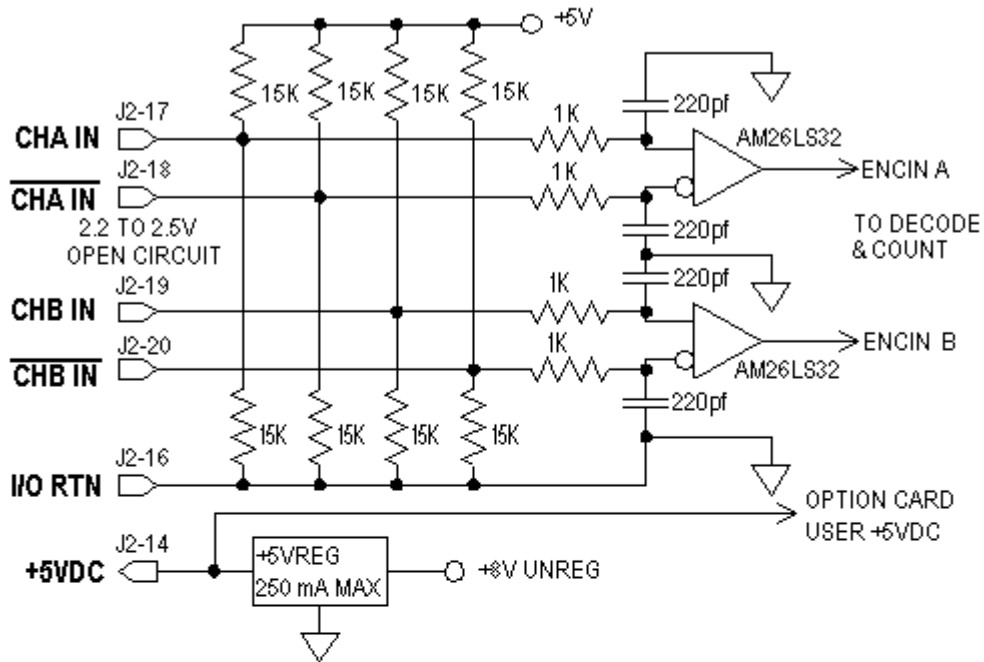 +5V
15K 15K 15K 15K
J2-17
CHA IN
1K
220pf
AM26LS32
ENCIN A
J2-18
CHA IN
1K
2.2 TO 2.5V
OPEN CIRCUIT
220pf
TO DECODE
& COUNT
J2-19
CHB IN
1K
220pf
J2-20
CHB IN
1K
ENCIN B
AM26LS32
220pf
15K 15K 15K 15K
J2-16
I/O RTN
OPTION CARD
USER +5VDC
J2-14
+5VDC
+5VREG
250 mA MAX
+8V UNREG